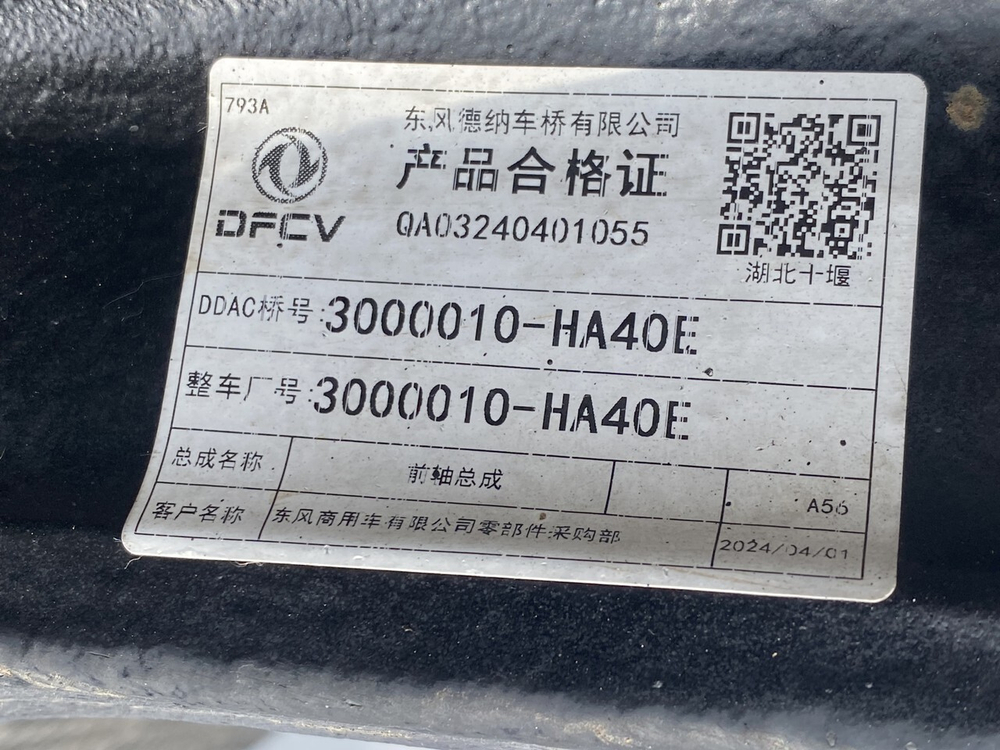 793A
东风德纳车桥有限公司
产品合格证
DFCV
QA03240401055
湖北十堰
DDAC桥号:3000010-HA40E
整车厂号:3000010-HA40E
总成名称 前軸总成 A56
客户名称 东风商用车有限公司零部件采购部 2024/04/01